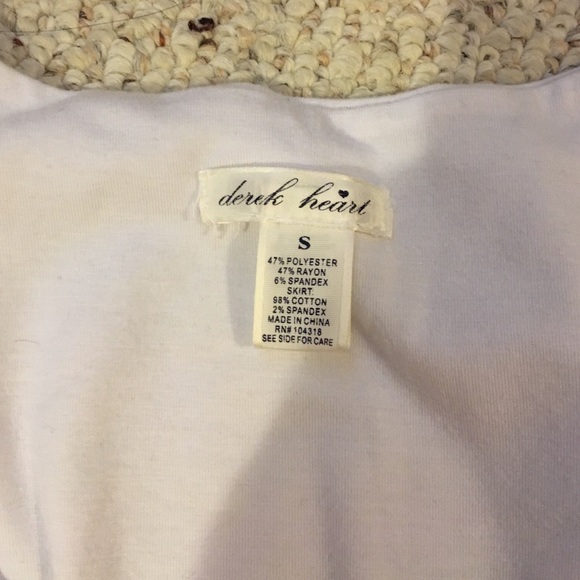 derek heart
S
47% POLYESTER
47% RAYON
6% SPANDEX
SKIRT:
98% COTTON
2% SPANDEX
MADE IN CHINA
RN# 104318
SEE SIDE FOR CARE